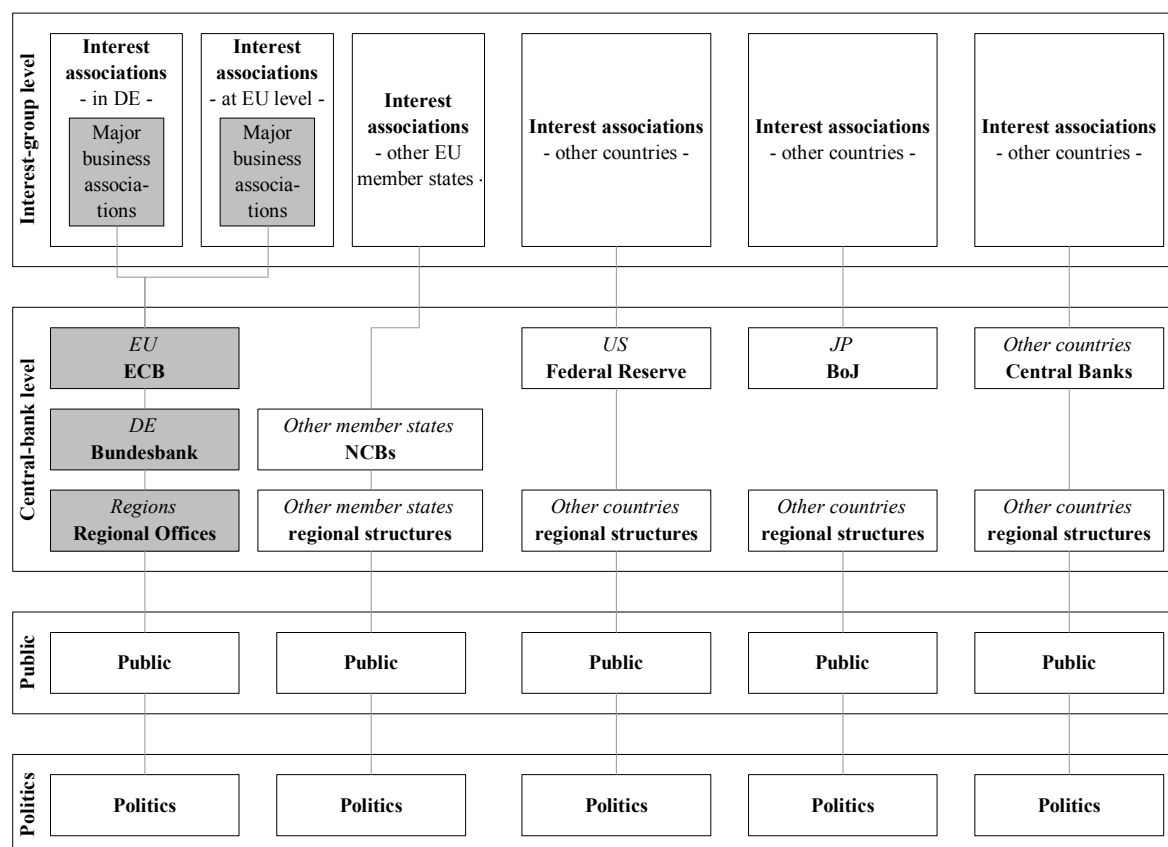 Interest-group level
Interest
associations
- in DE -
Major
business
associa-
tions
Interest
associations
- at EU level -
Major
business
associa-
tions
Interest
associations
- other EU
member states -
Interest associations
- other countries -
Interest associations
- other countries -
Interest associations
- other countries -
Central-bank level
EU
ECB
US
Federal Reserve
JP
BoJ
Other countries
Central Banks
DE
Bundesbank
Other member states
NCBs
Regions
Regional Offices
Other member states
regional structures
Other countries
regional structures
Other countries
regional structures
Other countries
regional structures
Public
Public
Public
Public
Public
Public
Politics
Politics
Politics
Politics
Politics
Politics